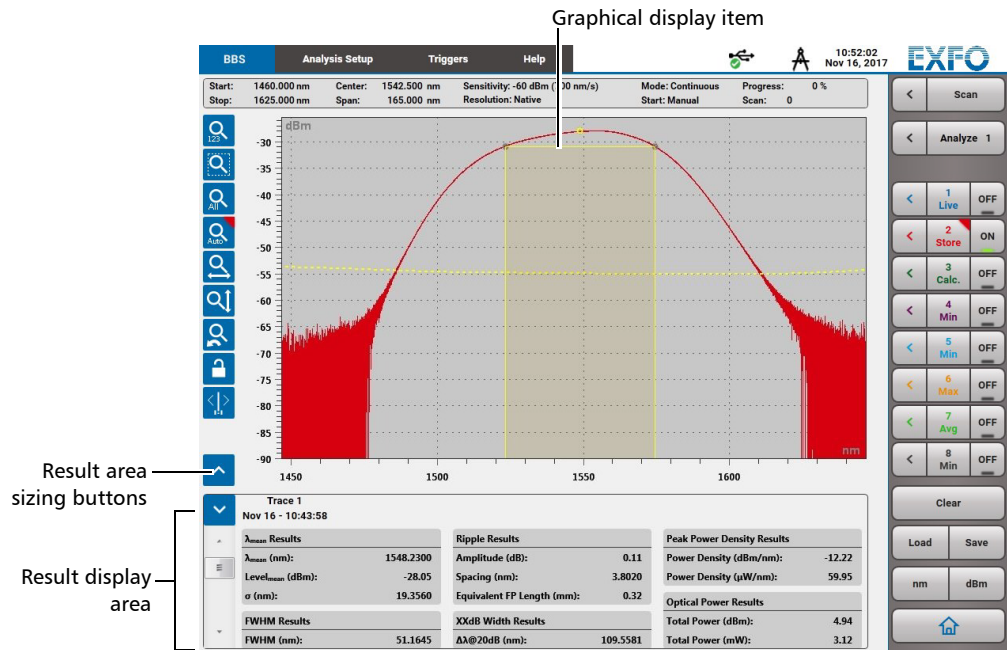 Graphical display item
BBS Analysis Setup Triggers Help
10:52:02
Nov 16, 2017
EXFO
Start: 1460.000 nm Center: 1542.500 nm Sensitivity: -60 dBm ( 00 nm/s) Mode: Continuous Progress: 0 %
Stop: 1625.000 nm Span: 165.000 nm Resolution: Native Start: Manual Scan: 0
Scan
Analyze 1
1
Live
OFF
2
Store
ON
3
Calc.
OFF
4
Min
OFF
5
Min
OFF
6
Max
OFF
7
Avg
OFF
8
Min
OFF
Clear
Load Save
nm dBm
123
All
Auto
dBm
-30
-35
-40
-45
-50
-55
-60
-65
-70
-75
-80
-85
-90
nm
1450 1500 1550 1600
Result area
sizing buttons
Result display
area
Trace 1
Nov 16 - 10:43:58
λmean Results
λmean (nm): 1548.2300
Levelmean (dBm): -28.05
σ (nm): 19.3560
FWHM Results
FWHM (nm): 51.1645
Ripple Results
Amplitude (dB): 0.11
Spacing (nm): 3.8020
Equivalent FP Length (mm): 0.32
XXdB Width Results
Δλ@20dB (nm): 109.5581
Peak Power Density Results
Power Density (dBm/nm): -12.22
Power Density (µW/nm): 59.95
Optical Power Results
Total Power (dBm): 4.94
Total Power (mW): 3.12